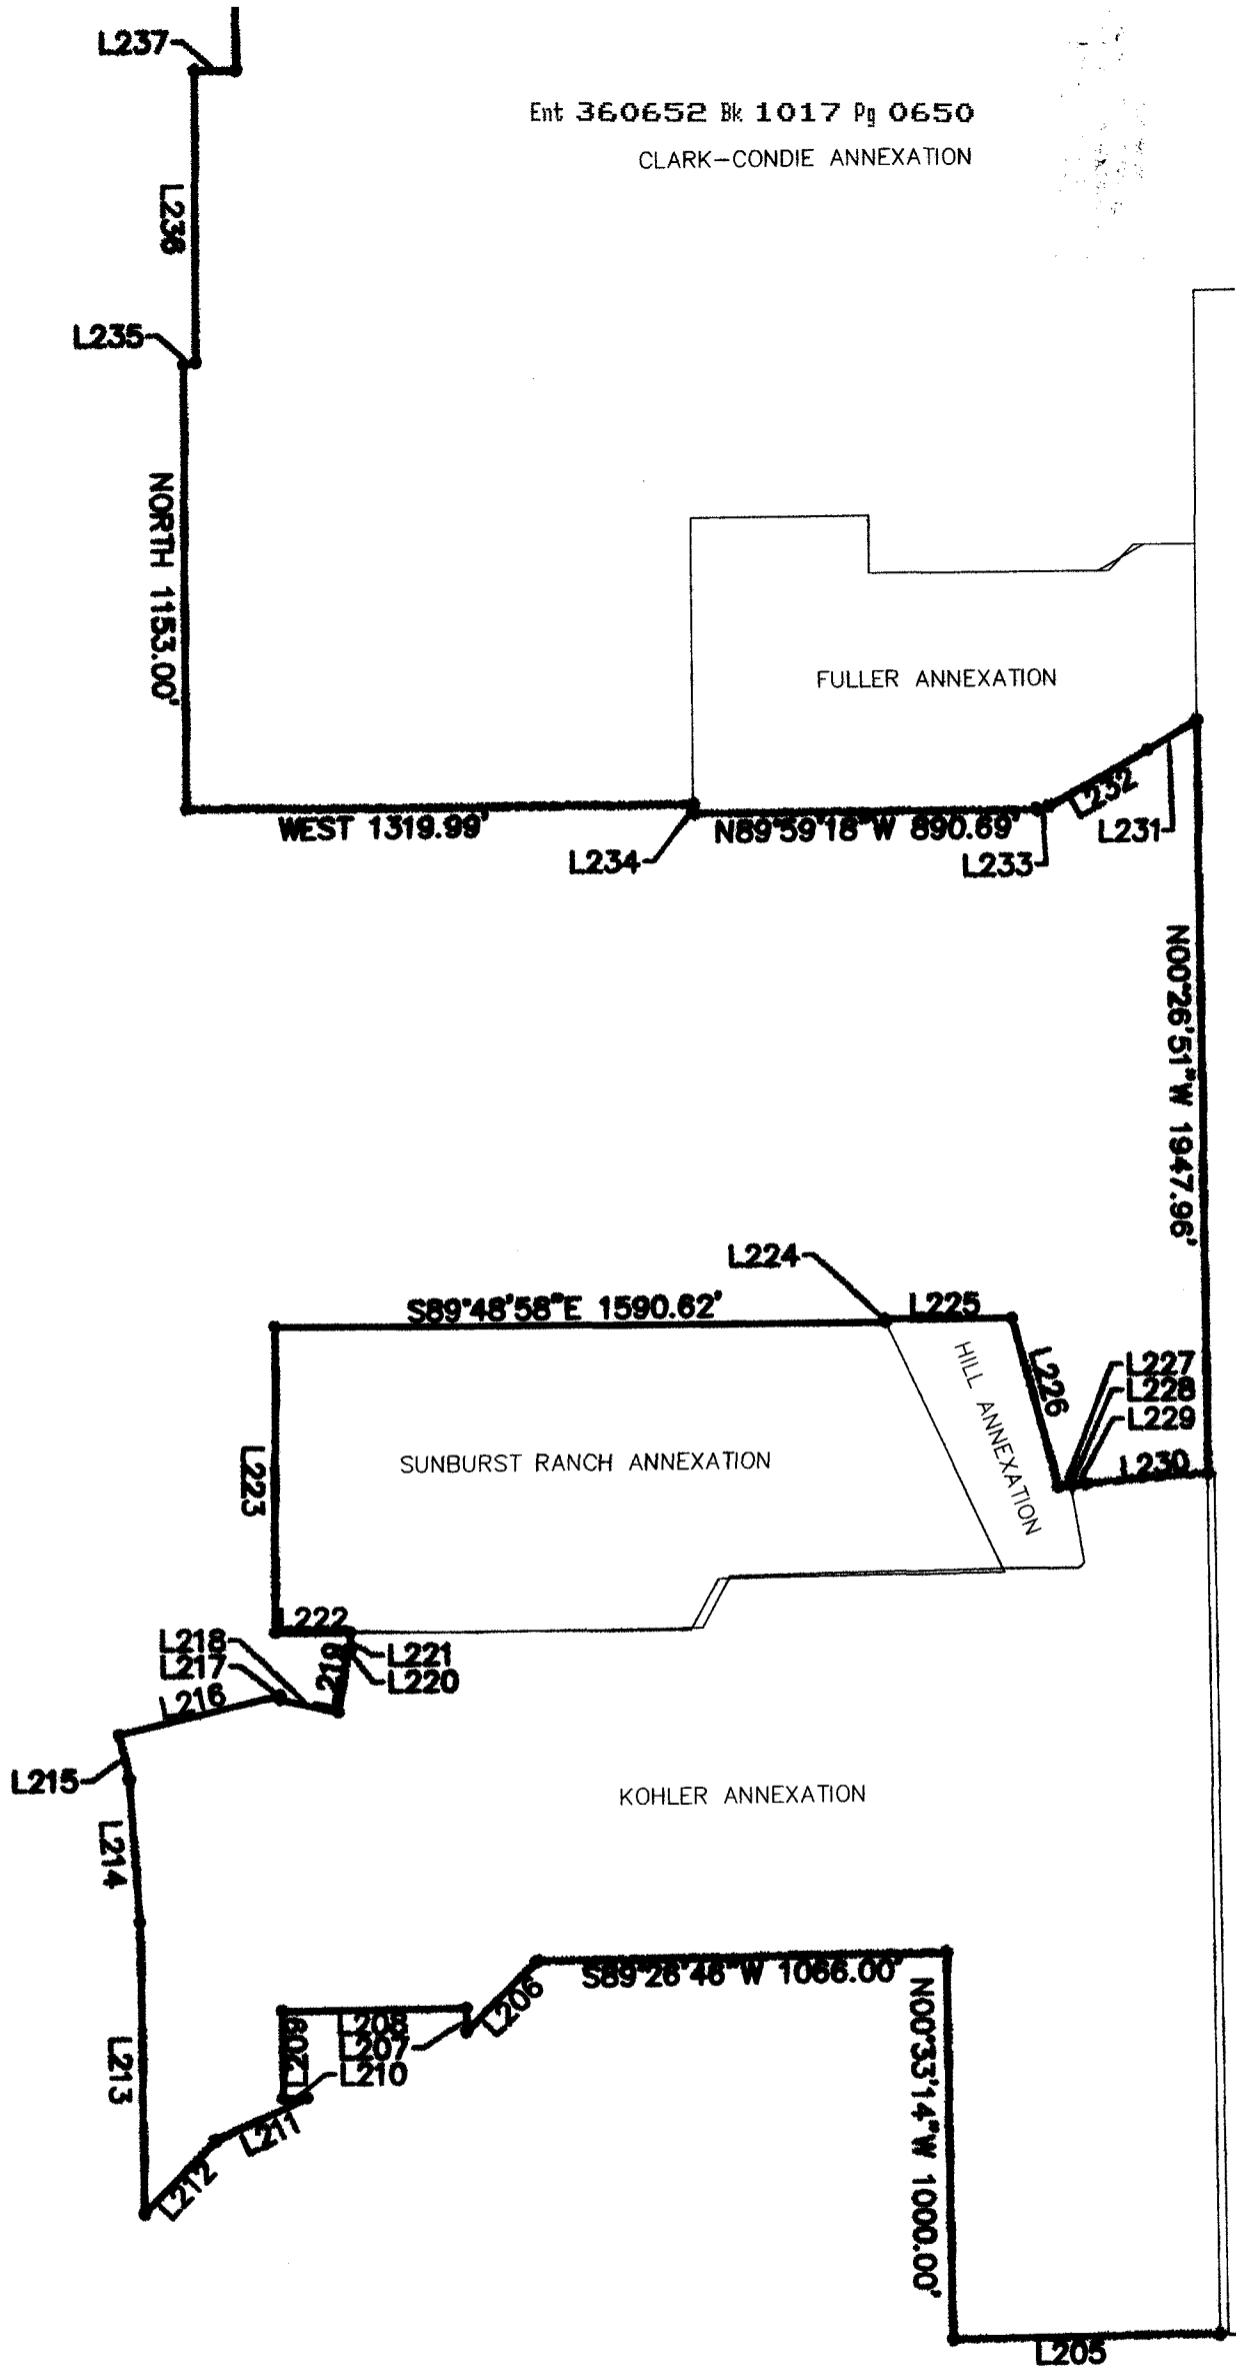 L237
Ent 360652 Bk 1017 Pg 0650
CLARK-CONDIE ANNEXATION
L236
L235
NORTH 1153.00'
FULLER ANNEXATION
L232
L231
WEST 1319.99'
N89°59'18"W 890.69'
L234
L233
N00°26'51"W 1947.96'
L224
S89°48'58"E 1590.62'
L225
L226
HILL ANNEXATION
L227
L228
L229
L230
SUNBURST RANCH ANNEXATION
L223
L222
L218
L217
L216
219
L221
L220
L215
KOHLER ANNEXATION
L214
S89°26'46"W 1066.00'
L206
N00°33'14"W 1000.00'
L208
L207
L209
L210
L213
L211
L212
L205